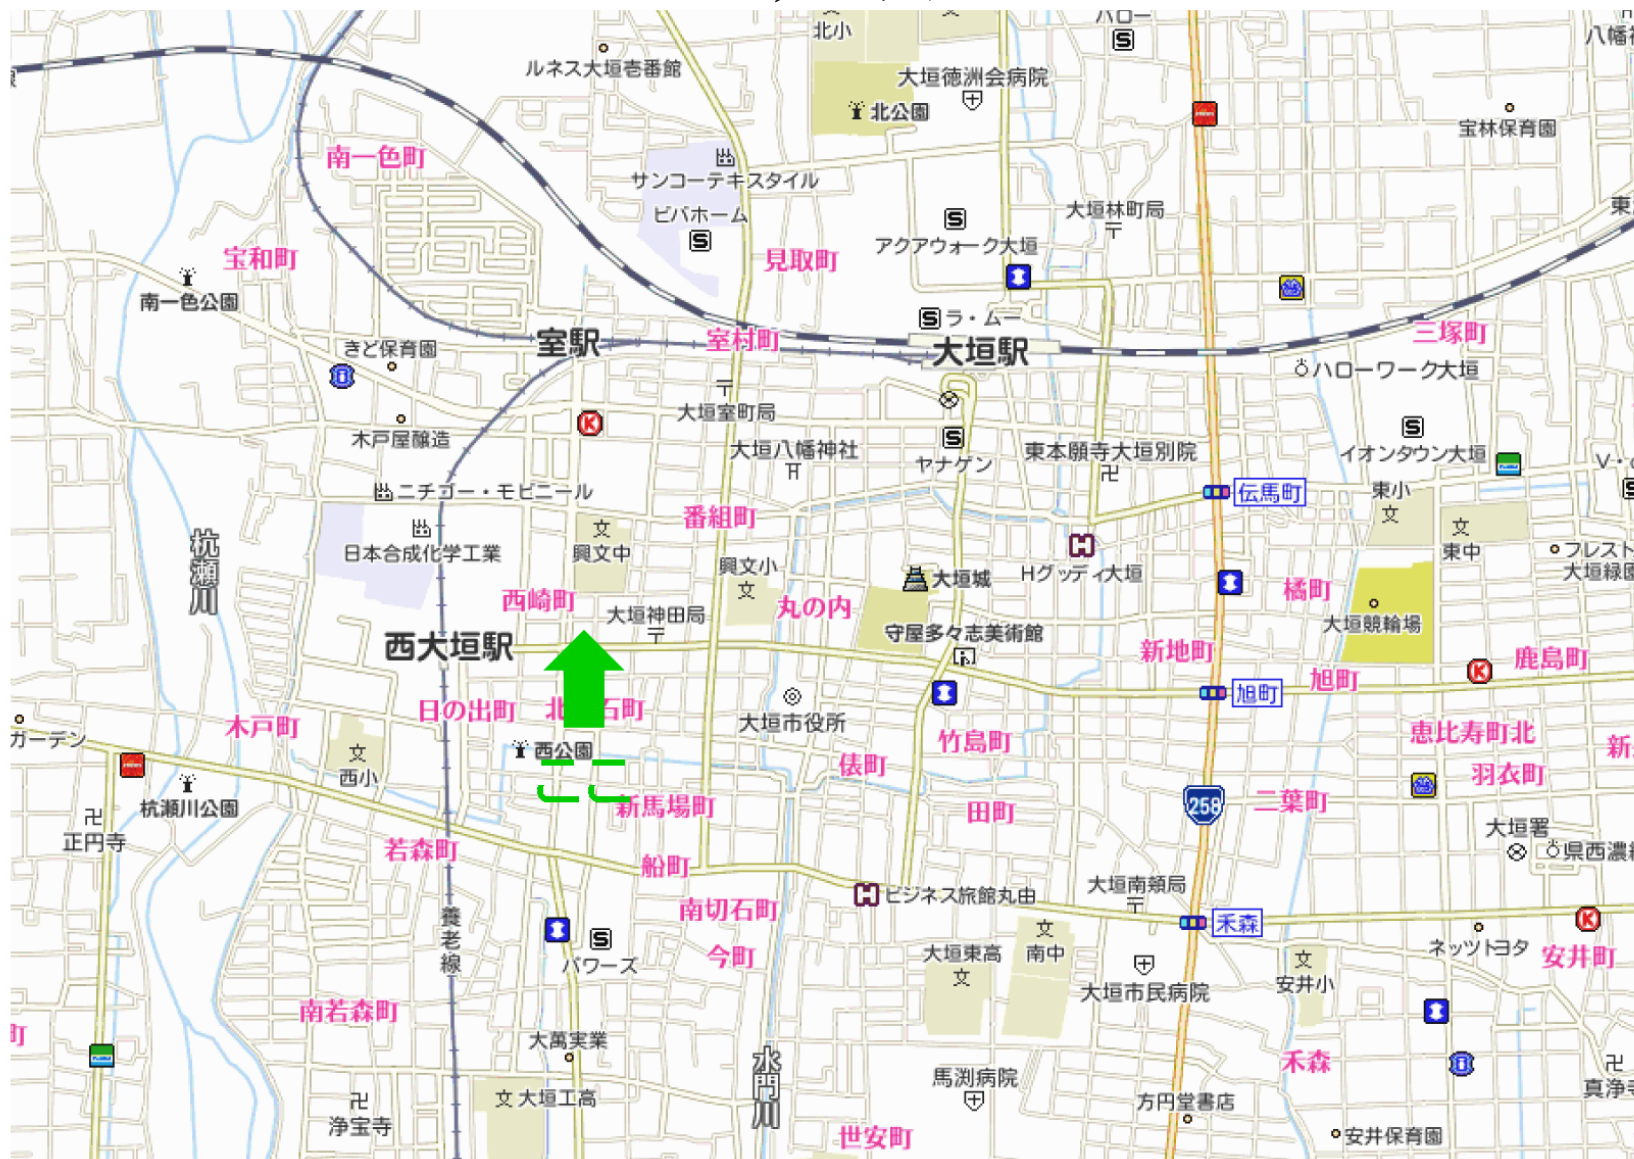 北小
バロー
八幡神
ルネス大垣壱番館
大垣徳洲会病院
北公園
宝林保育園
南一色町
サンコーテキスタイル
ビバホーム
大垣林町局
アクアウォーク大垣
宝和町
見取町
南一色公園
ラ・ムー
室駅
室村町
大垣駅
三塚町
きど保育園
ハローワーク大垣
大垣室町局
木戸屋醸造
大垣八幡神社
ヤナゲン
東本願寺大垣別院
イオンタウン大垣
ニチゴー・モビニール
伝馬町
東小
番組町
杭瀬川
日本合成化学工業
興文中
興文小
東中
フレスト
大垣緑園
大垣城
Hグッディ大垣
西崎町
丸の内
橘町
大垣神田局
守屋多々志美術館
大垣競輪場
西大垣駅
新地町
鹿島町
旭町
旭町
日の出町
木戸町
大垣市役所
竹島町
恵比寿町北
ガーデン
西公園
西小
俵町
羽衣町
杭瀬川公園
新馬場町
田町
258
二葉町
正円寺
大垣署
若森町
船町
県西濃総
ビジネス旅館丸由
大垣南頬局
南切石町
養老線
禾森
今町
パワーズ
大垣東高
南中
ネッツトヨタ
安井町
大垣市民病院
安井小
南若森町
大萬実業
水門川
馬渕病院
禾森
真浄寺
大垣工高
方円堂書店
浄宝寺
世安町
安井保育園